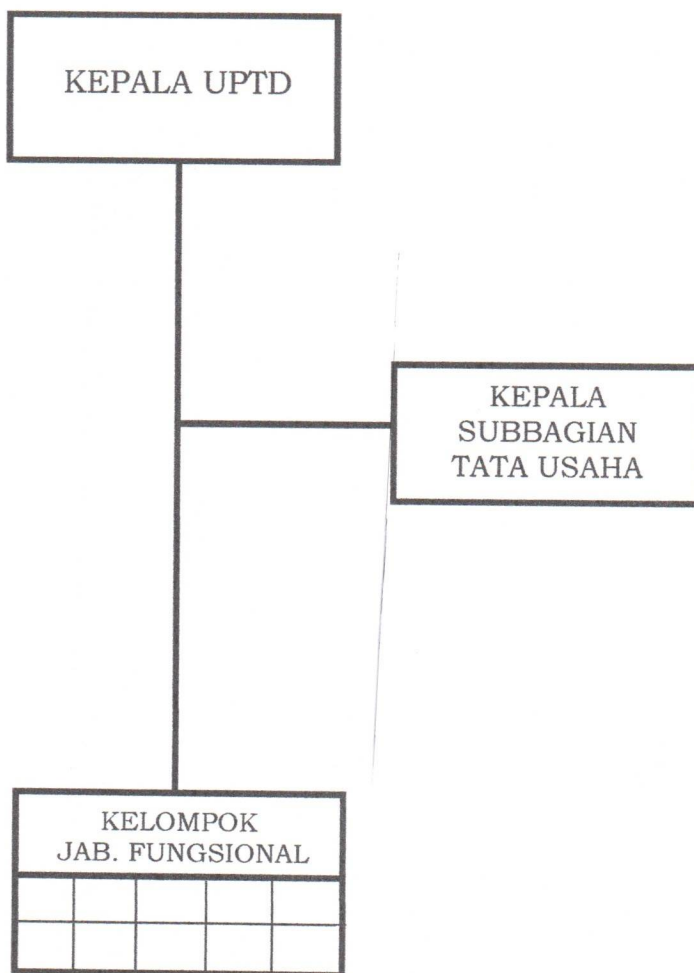 KEPALA UPTD
KEPALA
SUBBAGIAN
TATA USAHA
KELOMPOK
JAB. FUNGSIONAL